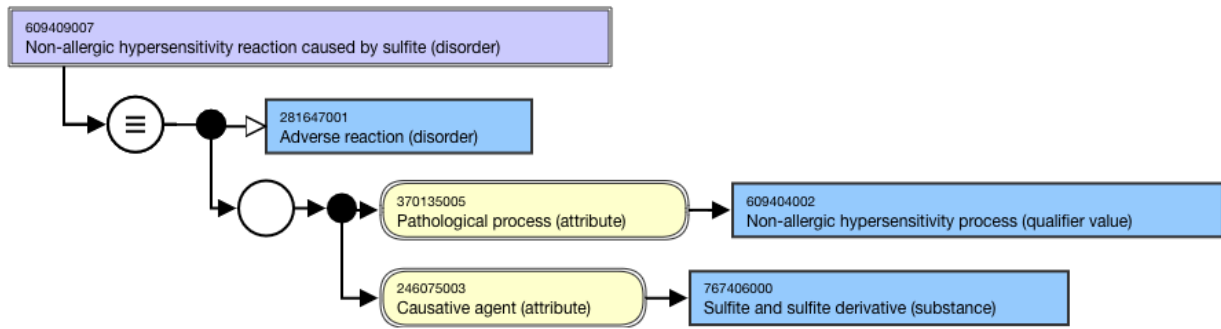 609409007
Non-allergic hypersensitivity reaction caused by sulfite (disorder)
281647001
Adverse reaction (disorder)
370135005
Pathological process (attribute)
609404002
Non-allergic hypersensitivity process (qualifier value)
246075003
Causative agent (attribute)
767406000
Sulfite and sulfite derivative (substance)